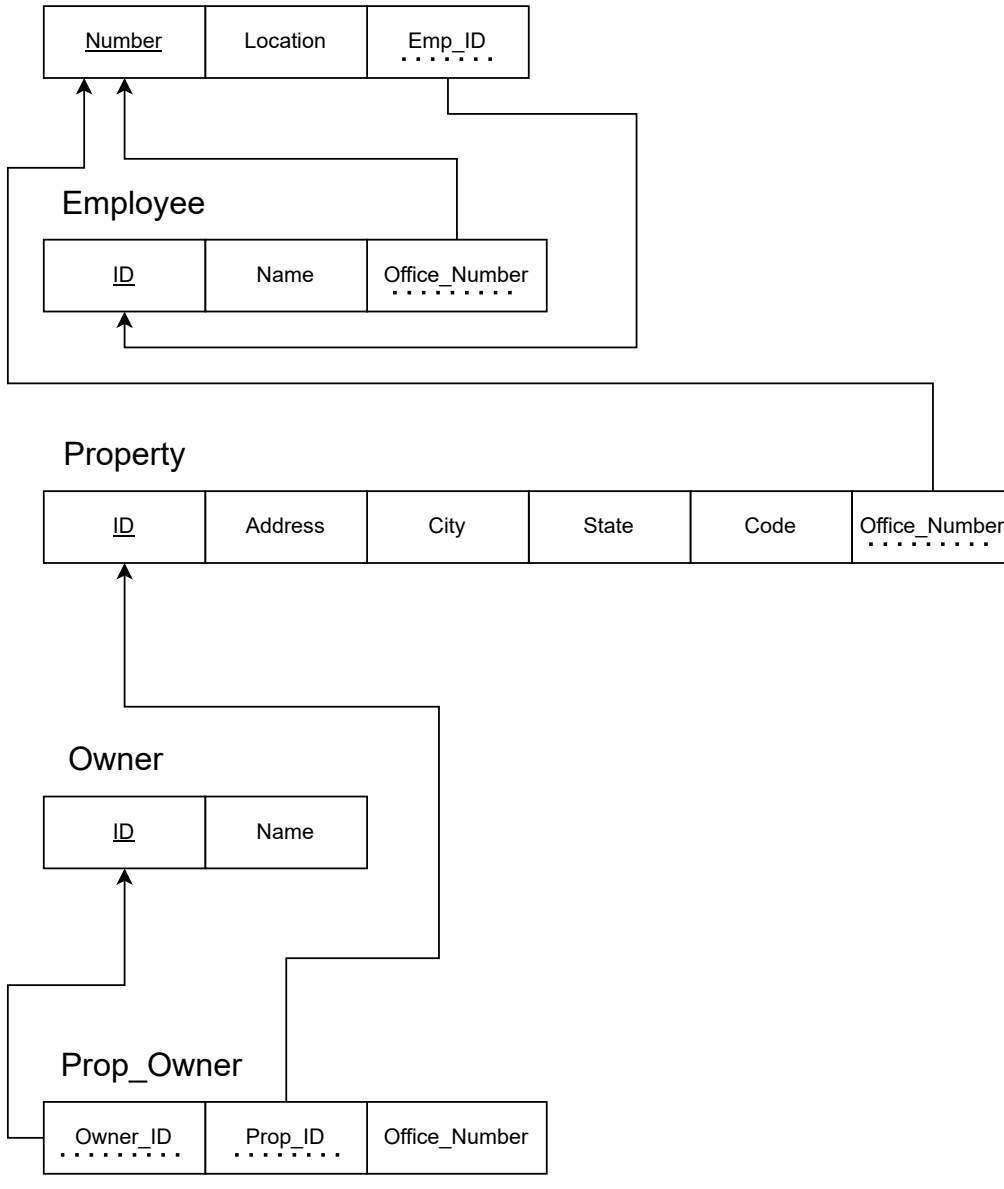 Number Location Emp_ID
Employee
ID Name Office_Number
Property
ID Address City State Code Office_Number
Owner
ID Name
Prop_Owner
Owner_ID Prop_ID Office_Number